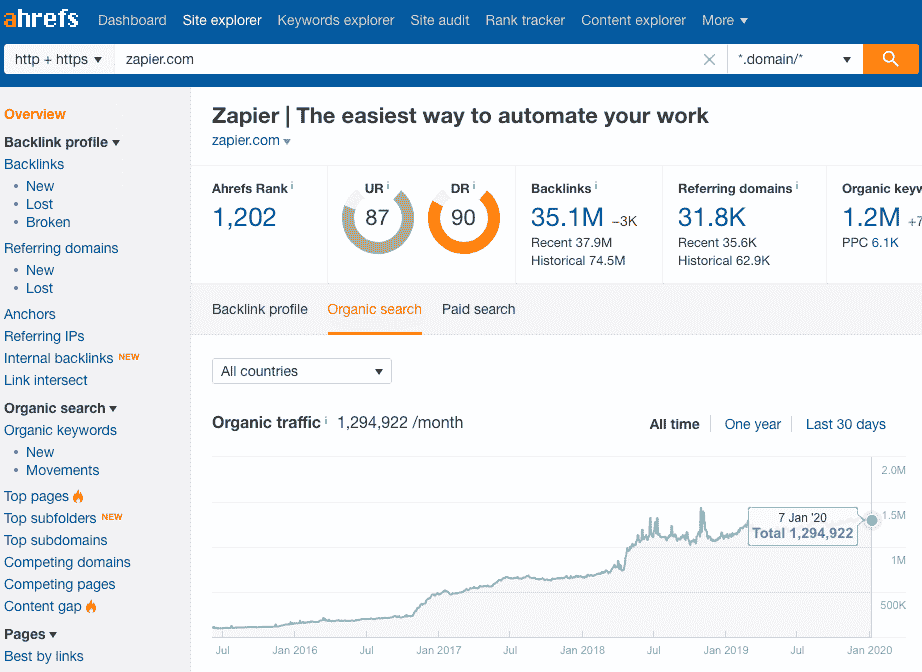 ahrefs Dashboard Site explorer Keywords explorer Site audit Rank tracker Content explorer More
http + https zapier.com *.domain/*
Overview
Backlink profile
Backlinks
• New
• Lost
• Broken
Referring domains
• New
• Lost
Anchors
Referring IPs
Internal backlinks NEW
Link intersect
Organic search
Organic keywords
• New
• Movements
Top pages
Top subfolders NEW
Top subdomains
Competing domains
Competing pages
Content gap
Pages
Best by links
Zapier | The easiest way to automate your work
zapier.com
Ahrefs Rank i
1,202
UR i
87
DR i
90
Backlinks i
35.1M –3K
Recent 37.9M
Historical 74.5M
Referring domains i
31.8K
Recent 35.6K
Historical 62.9K
Organic keyw
1.2M +7
PPC 6.1K
Backlink profile Organic search Paid search
All countries
Organic traffic i 1,294,922 /month All time One year Last 30 days
2.0M
1.5M
1M
500K
7 Jan '20
Total 1,294,922
Jul Jan 2016 Jul Jan 2017 Jul Jan 2018 Jul Jan 2019 Jul Jan 2020